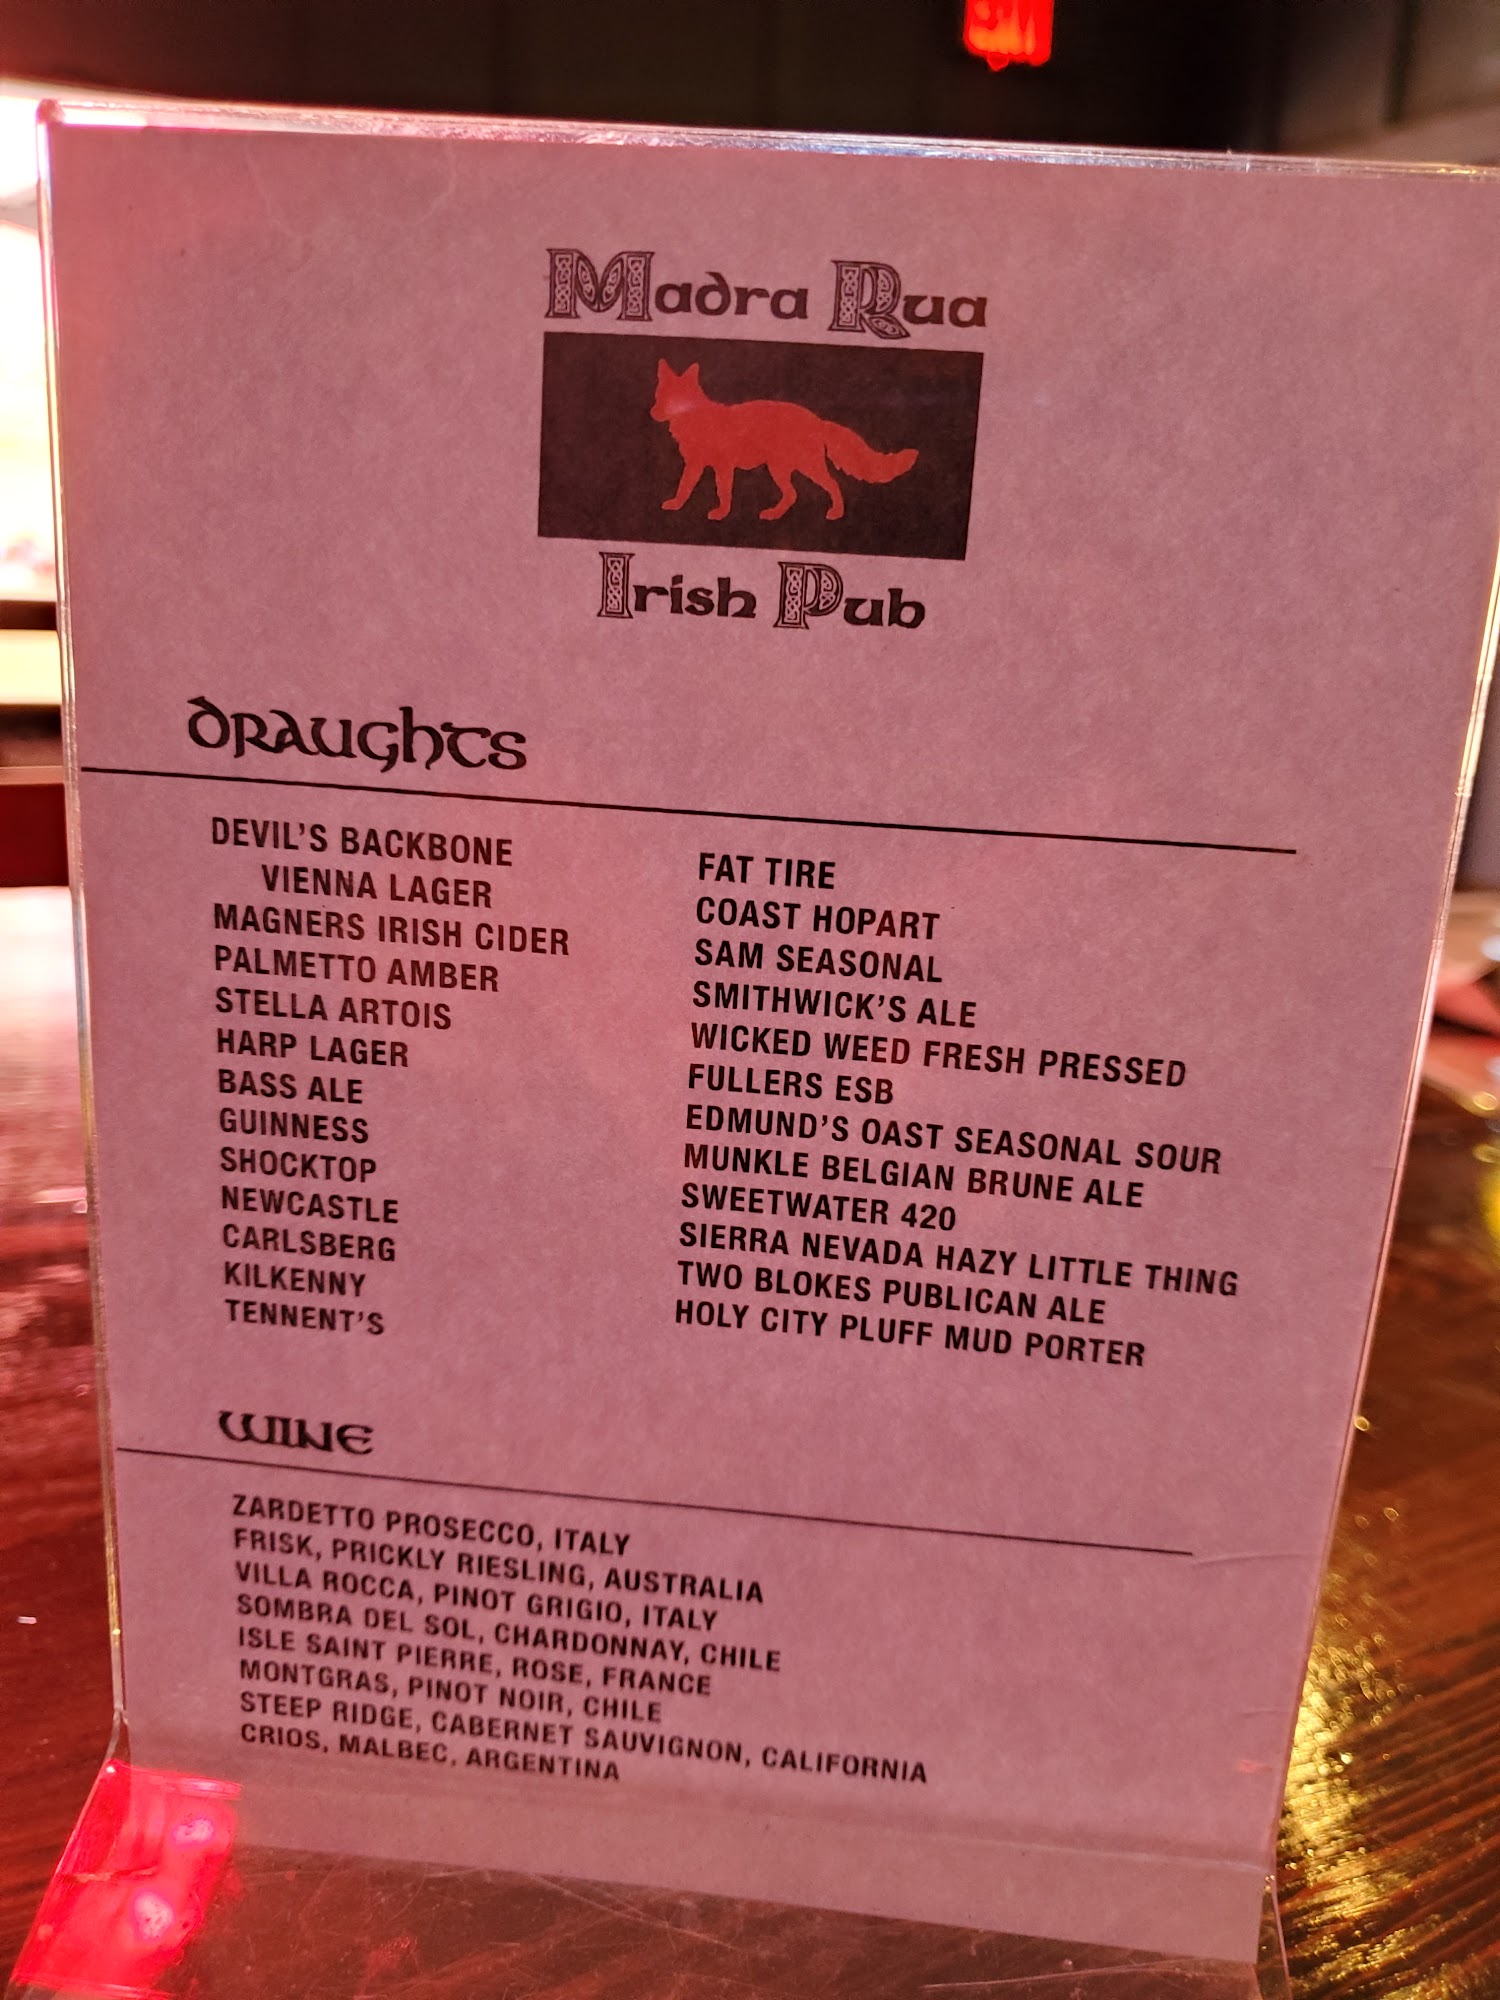 Madra Rua
Irish Pub
DRAUGHTS
DEVIL'S BACKBONE
VIENNA LAGER
MAGNERS IRISH CIDER
PALMETTO AMBER
STELLA ARTOIS
HARP LAGER
BASS ALE
GUINNESS
SHOCKTOP
NEWCASTLE
CARLSBERG
KILKENNY
TENNENT'S
FAT TIRE
COAST HOPART
SAM SEASONAL
SMITHWICK'S ALE
WICKED WEED FRESH PRESSED
FULLERS ESB
EDMUND'S OAST SEASONAL SOUR
MUNKLE BELGIAN BRUNE ALE
SWEETWATER 420
SIERRA NEVADA HAZY LITTLE THING
TWO BLOKES PUBLICAN ALE
HOLY CITY PLUFF MUD PORTER
WINE
ZARDETTO PROSECCO, ITALY
FRISK, PRICKLY RIESLING, AUSTRALIA
VILLA ROCCA, PINOT GRIGIO, ITALY
SOMBRA DEL SOL, CHARDONNAY, CHILE
ISLE SAINT PIERRE, ROSE, FRANCE
MONTGRAS, PINOT NOIR, CHILE
STEEP RIDGE, CABERNET SAUVIGNON, CALIFORNIA
CRIOS, MALBEC, ARGENTINA